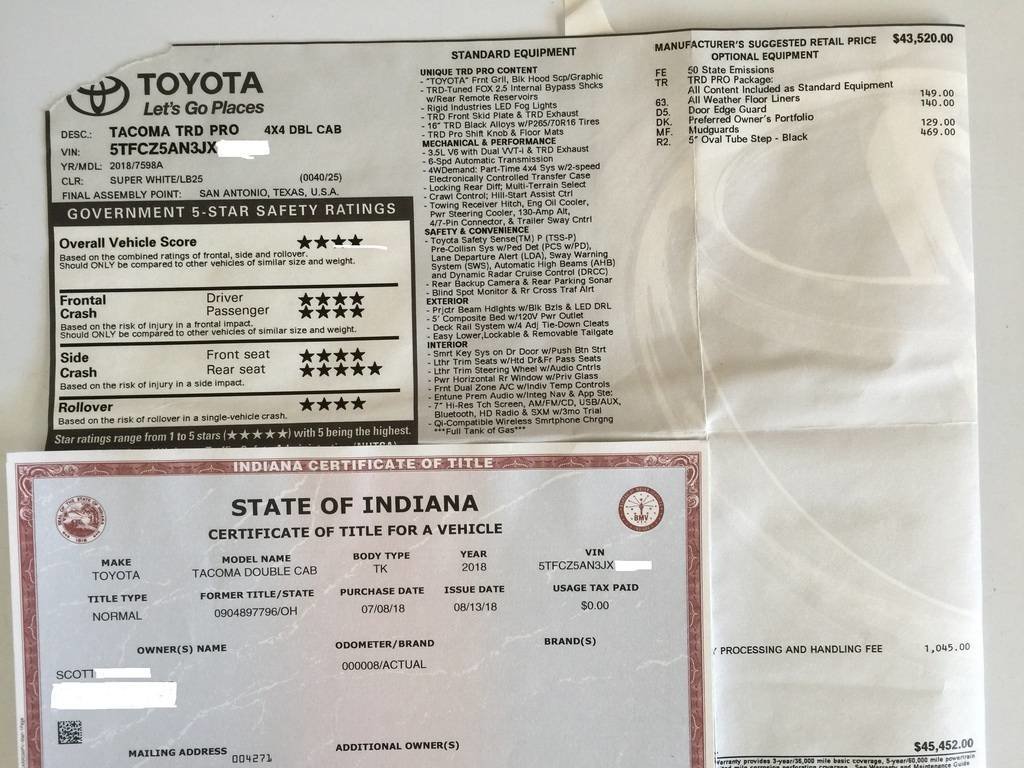 TOYOTA
Let's Go Places
DESC.: TACOMA TRD PRO 4X4 DBL CAB
VIN: 5TFCZ5AN3JX
YR/MDL: 2018/7598A
CLR: SUPER WHITE/LB25 (0040/25)
FINAL ASSEMBLY POINT: SAN ANTONIO, TEXAS, U.S.A.
GOVERNMENT 5-STAR SAFETY RATINGS
Overall Vehicle Score ★★★★
Based on the combined ratings of frontal, side and rollover.
Should ONLY be compared to other vehicles of similar size and weight.
Frontal Driver ★★★★
Crash Passenger ★★★★
Based on the risk of injury in a frontal impact.
Should ONLY be compared to other vehicles of similar size and weight.
Side Front seat ★★★★
Crash Rear seat ★★★★★
Based on the risk of injury in a side impact.
Rollover ★★★★
Based on the risk of rollover in a single-vehicle crash.
Star ratings range from 1 to 5 stars (★★★★★) with 5 being the highest.
STANDARD EQUIPMENT
UNIQUE TRD PRO CONTENT
- "TOYOTA" Frnt Grll, Blk Hood Scp/Graphic
- TRD-Tuned FOX 2.5 Internal Bypass Shcks
w/Rear Remote Reservoirs
- Rigid Industries LED Fog Lights
- TRD Front Skid Plate & TRD Exhaust
- 16" TRD Black Alloys w/P265/70R16 Tires
- TRD Pro Shift Knob & Floor Mats
MECHANICAL & PERFORMANCE
- 3.5L V6 with Dual VVT-i & TRD Exhaust
- 6-Spd Automatic Transmission
- 4WDemand: Part-Time 4x4 Sys w/2-speed
Electronically Controlled Transfer Case
- Locking Rear Diff; Multi-Terrain Select
- Crawl Control; Hill-Start Assist Ctrl
- Towing Receiver Hitch, Eng Oil Cooler,
Pwr Steering Cooler, 130-Amp Alt,
4/7-Pin Connector, & Trailer Sway Cntrl
SAFETY & CONVENIENCE
- Toyota Safety Sense(TM) P (TSS-P)
Pre-Collisn Sys w/Ped Det (PCS w/PD),
Lane Departure Alert (LDA), Sway Warning
System (SWS), Automatic High Beams (AHB)
and Dynamic Radar Cruise Control (DRCC)
- Rear Backup Camera & Rear Parking Sonar
- Blind Spot Monitor & Rr Cross Traf Alrt
EXTERIOR
- Prjctr Beam Hdlghts w/Blk Bzls & LED DRL
- 5' Composite Bed w/120V Pwr Outlet
- Deck Rail System w/4 Adj Tie-Down Cleats
- Easy Lower,Lockable & Removable Tailgate
INTERIOR
- Smrt Key Sys on Dr Door w/Push Btn Strt
- Lthr Trim Seats w/Htd Dr&Fr Pass Seats
- Lthr Trim Steering Wheel w/Audio Cntrls
- Pwr Horizontal Rr Window w/Priv Glass
- Frnt Dual Zone A/C w/Indiv Temp Controls
- Entune Prem Audio w/Integ Nav & App Ste:
- 7" Hi-Res Tch Screen, AM/FM/CD, USB/AUX,
Bluetooth, HD Radio & SXM w/3mo Trial
- Qi-Compatible Wireless Smrtphone Chrgng
***Full Tank of Gas***
MANUFACTURER'S SUGGESTED RETAIL PRICE $43,520.00
OPTIONAL EQUIPMENT
FE 50 State Emissions
TR TRD PRO Package:
All Content Included as Standard Equipment
63. All Weather Floor Liners 149.00
D5. Door Edge Guard 140.00
DK. Preferred Owner's Portfolio
MF. Mudguards 129.00
R2. 5" Oval Tube Step - Black 469.00
PROCESSING AND HANDLING FEE 1,045.00
$45,452.00
Warranty provides 3-year/36,000 mile basic coverage, 5-year/60,000 mile powertrain
INDIANA CERTIFICATE OF TITLE
STATE OF INDIANA
CERTIFICATE OF TITLE FOR A VEHICLE
BMV
MAKE MODEL NAME BODY TYPE YEAR VIN
TOYOTA TACOMA DOUBLE CAB TK 2018 5TFCZ5AN3JX
TITLE TYPE FORMER TITLE/STATE PURCHASE DATE ISSUE DATE USAGE TAX PAID
NORMAL 0904897796/OH 07/08/18 08/13/18 $0.00
OWNER(S) NAME ODOMETER/BRAND BRAND(S)
000008/ACTUAL
SCOTT
MAILING ADDRESS 004271 ADDITIONAL OWNER(S)